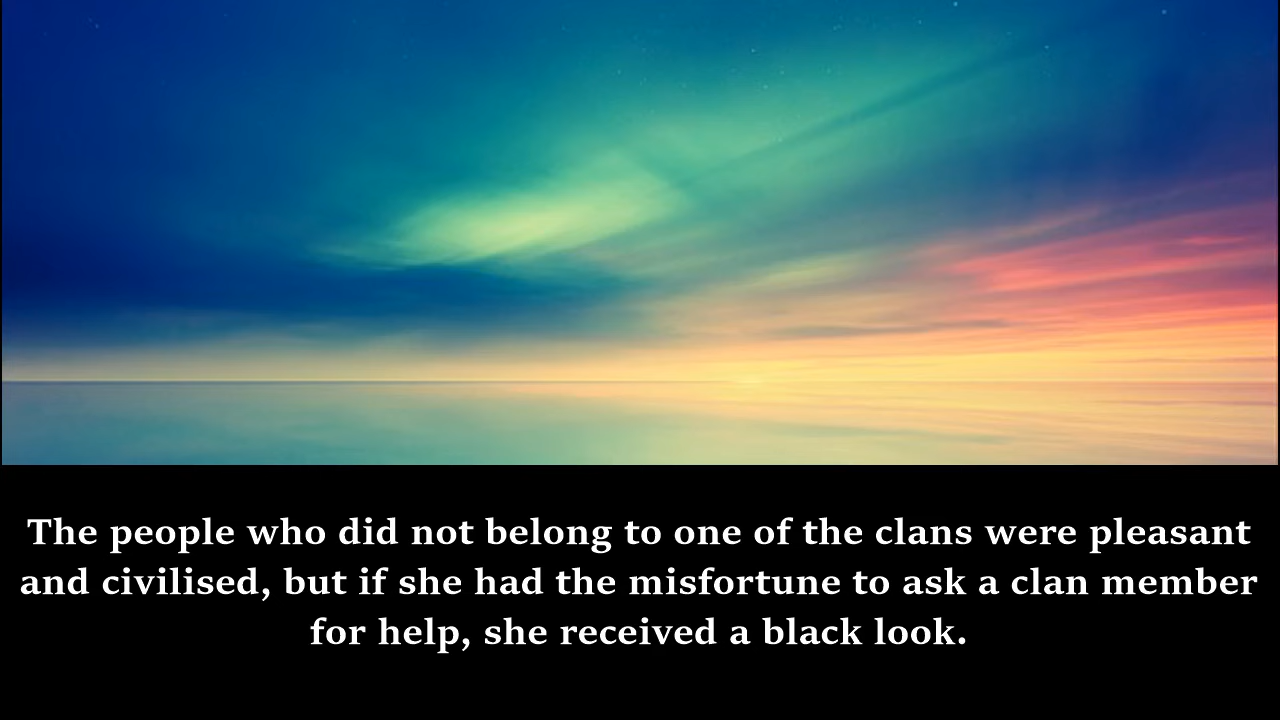 The people who did not belong to one of the clans were pleasant
and civilised, but if she had the misfortune to ask a clan member
for help, she received a black look.